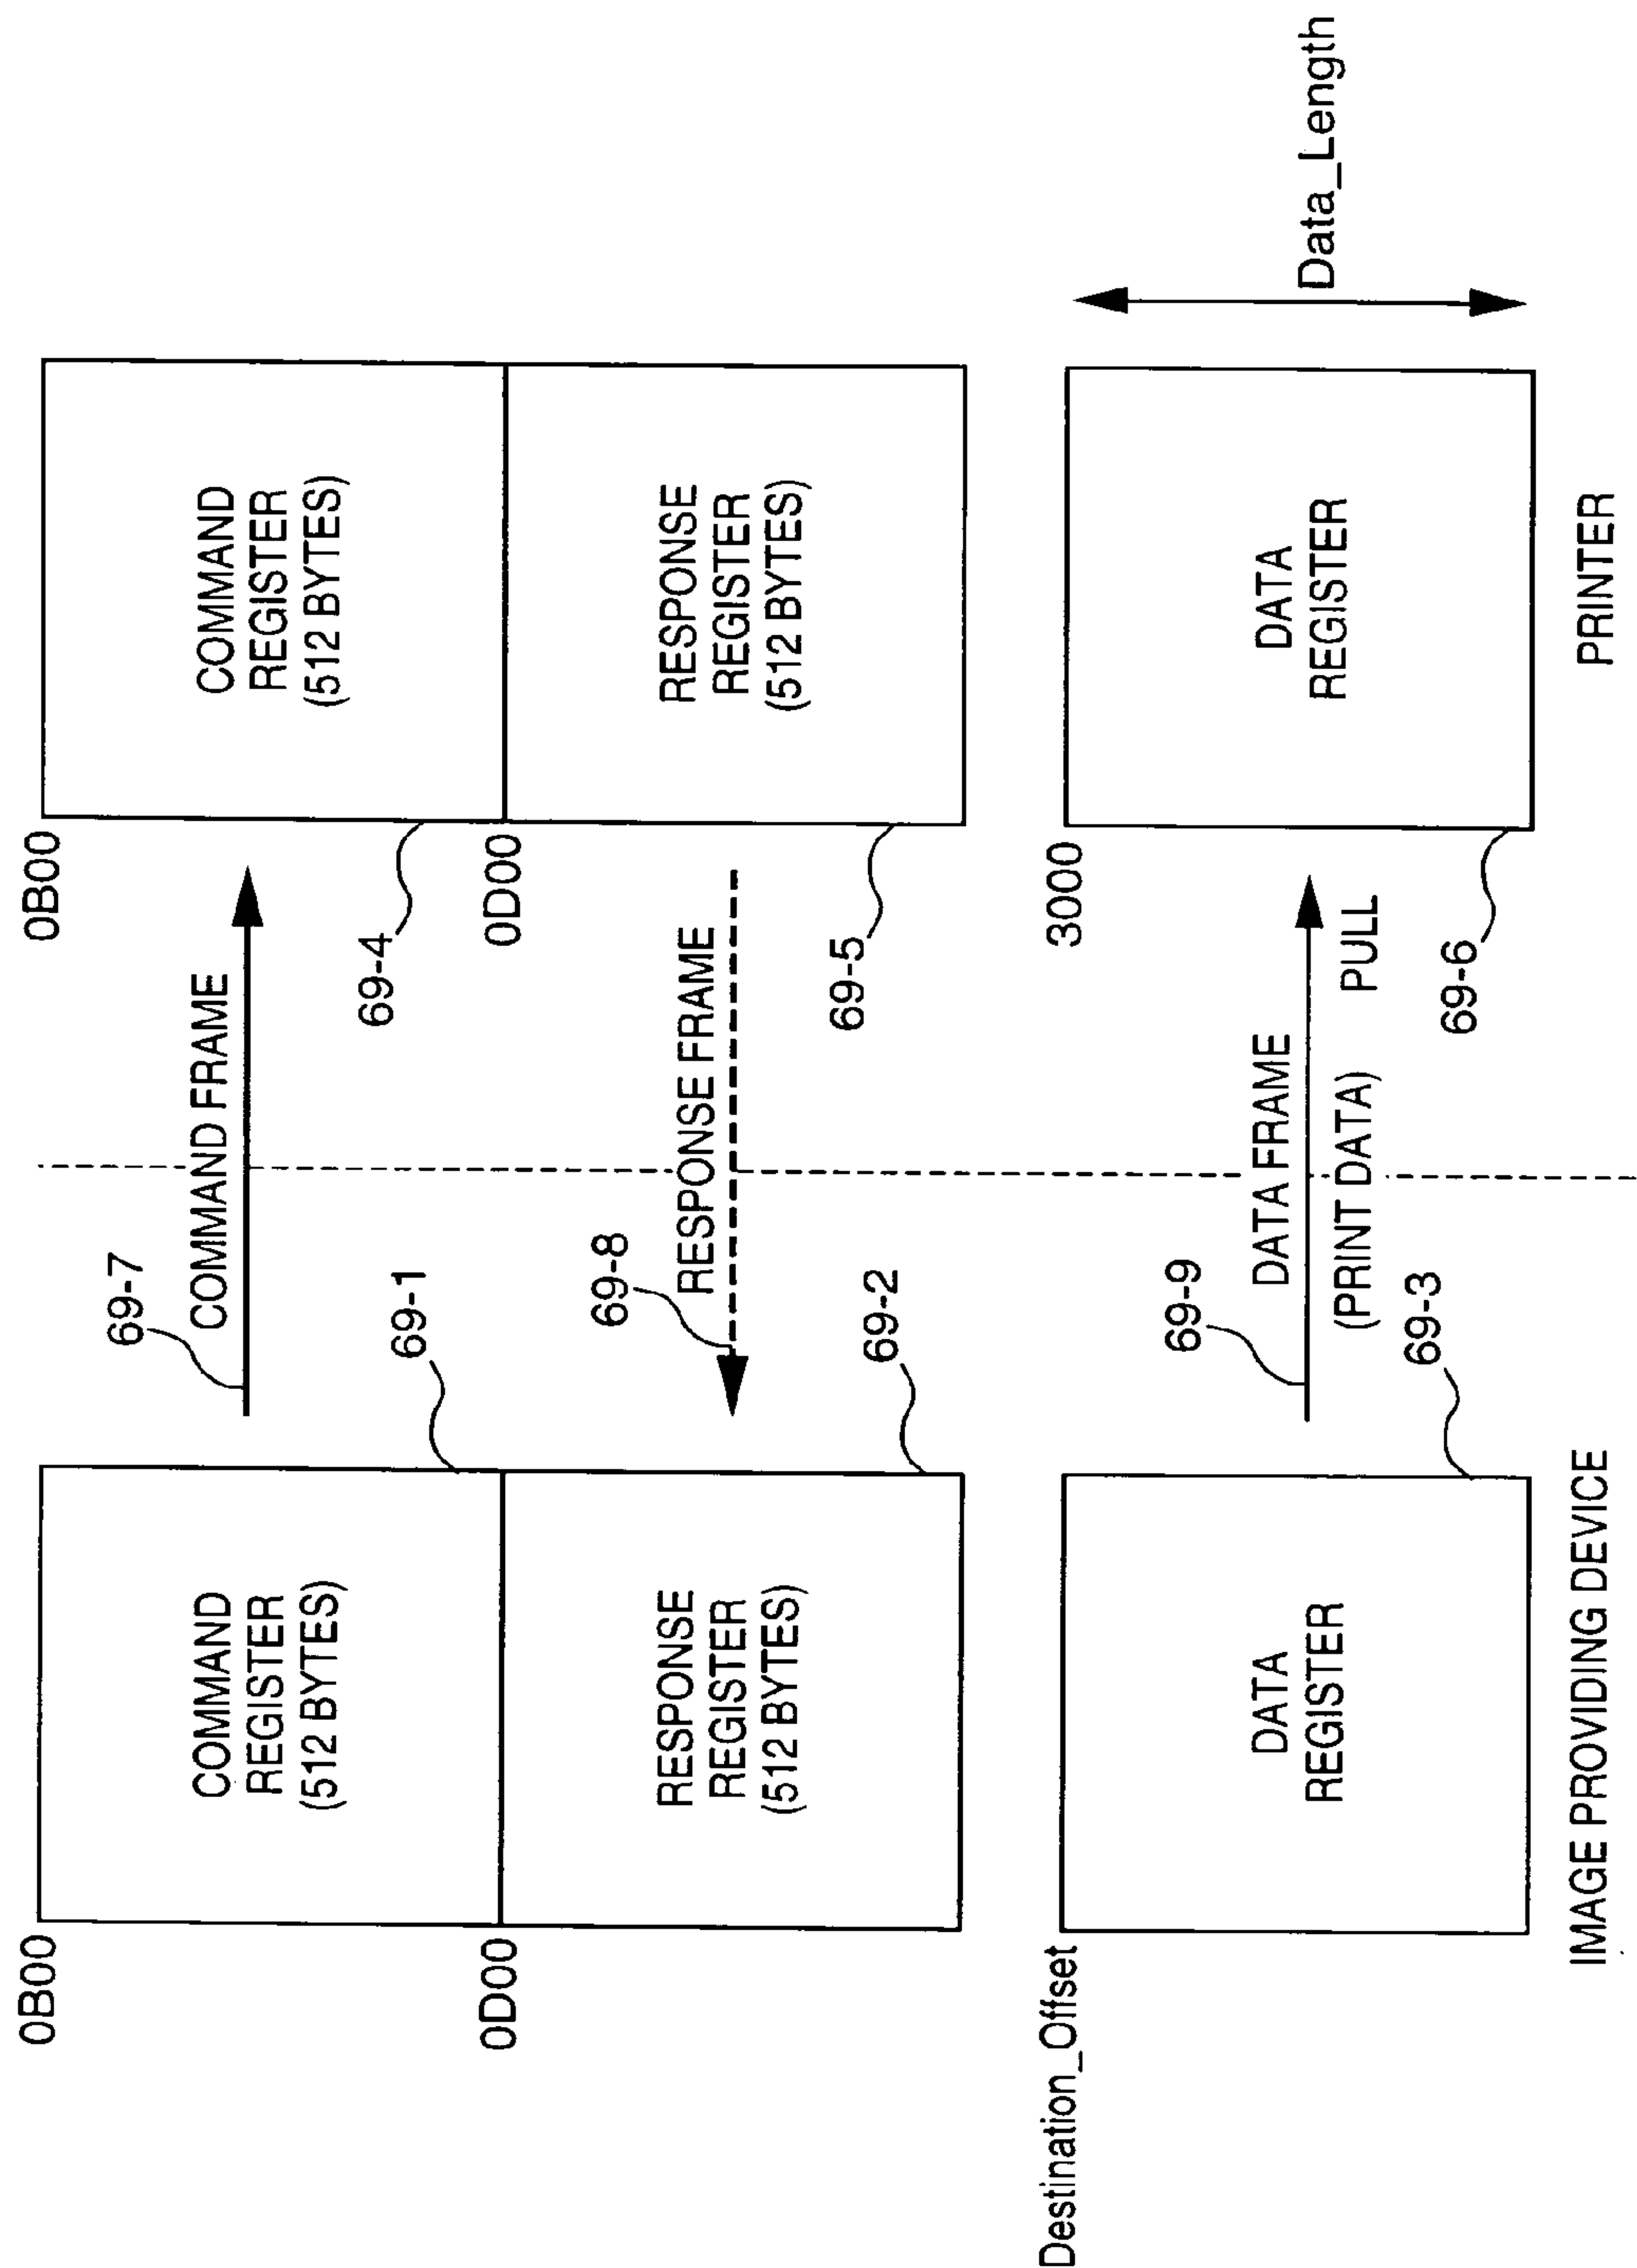 0B00
COMMAND
REGISTER
(512 BYTES)
69-1
0D00
RESPONSE
REGISTER
(512 BYTES)
69-2
Destination_Offset
DATA
REGISTER
69-3
IMAGE PROVIDING DEVICE
69-7
COMMAND FRAME
69-8
RESPONSE FRAME
69-9
DATA FRAME
(PRINT DATA)
PULL
0B00
COMMAND
REGISTER
(512 BYTES)
69-4
0D00
RESPONSE
REGISTER
(512 BYTES)
69-5
3000
DATA
REGISTER
69-6
PRINTER
Data_Length